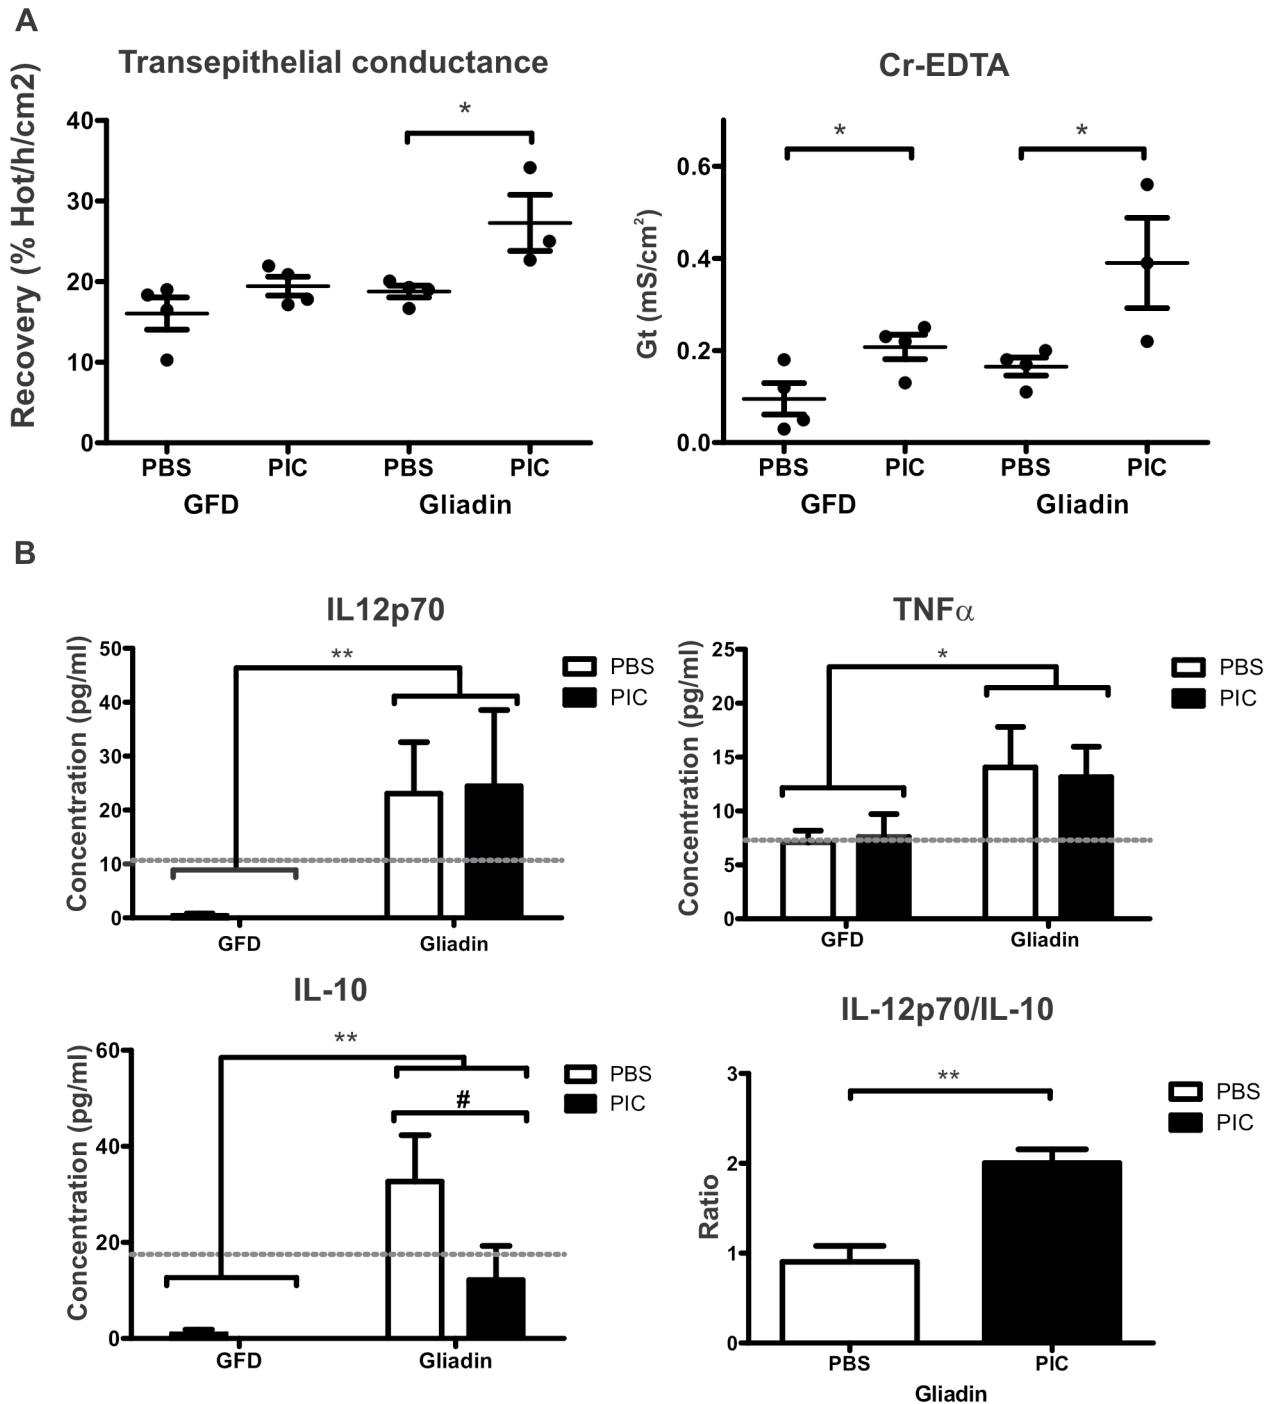 A
Transepithelial conductance
Recovery (% Hot/h/cm2)
40
30
20
10
0
*
PBS PIC PBS PIC
GFD Gliadin
Cr-EDTA
Gt (mS/cm²)
0.6
0.4
0.2
0.0
* *
PBS PIC PBS PIC
GFD Gliadin
B
IL12p70
Concentration (pg/ml)
50
40
30
20
10
0
**
PBS
PIC
GFD Gliadin
TNFα
Concentration (pg/ml)
25
20
15
10
5
0
*
PBS
PIC
GFD Gliadin
IL-10
Concentration (pg/ml)
60
40
20
0
**
#
PBS
PIC
GFD Gliadin
IL-12p70/IL-10
Ratio
3
2
1
0
**
PBS
PIC
PBS PIC
Gliadin